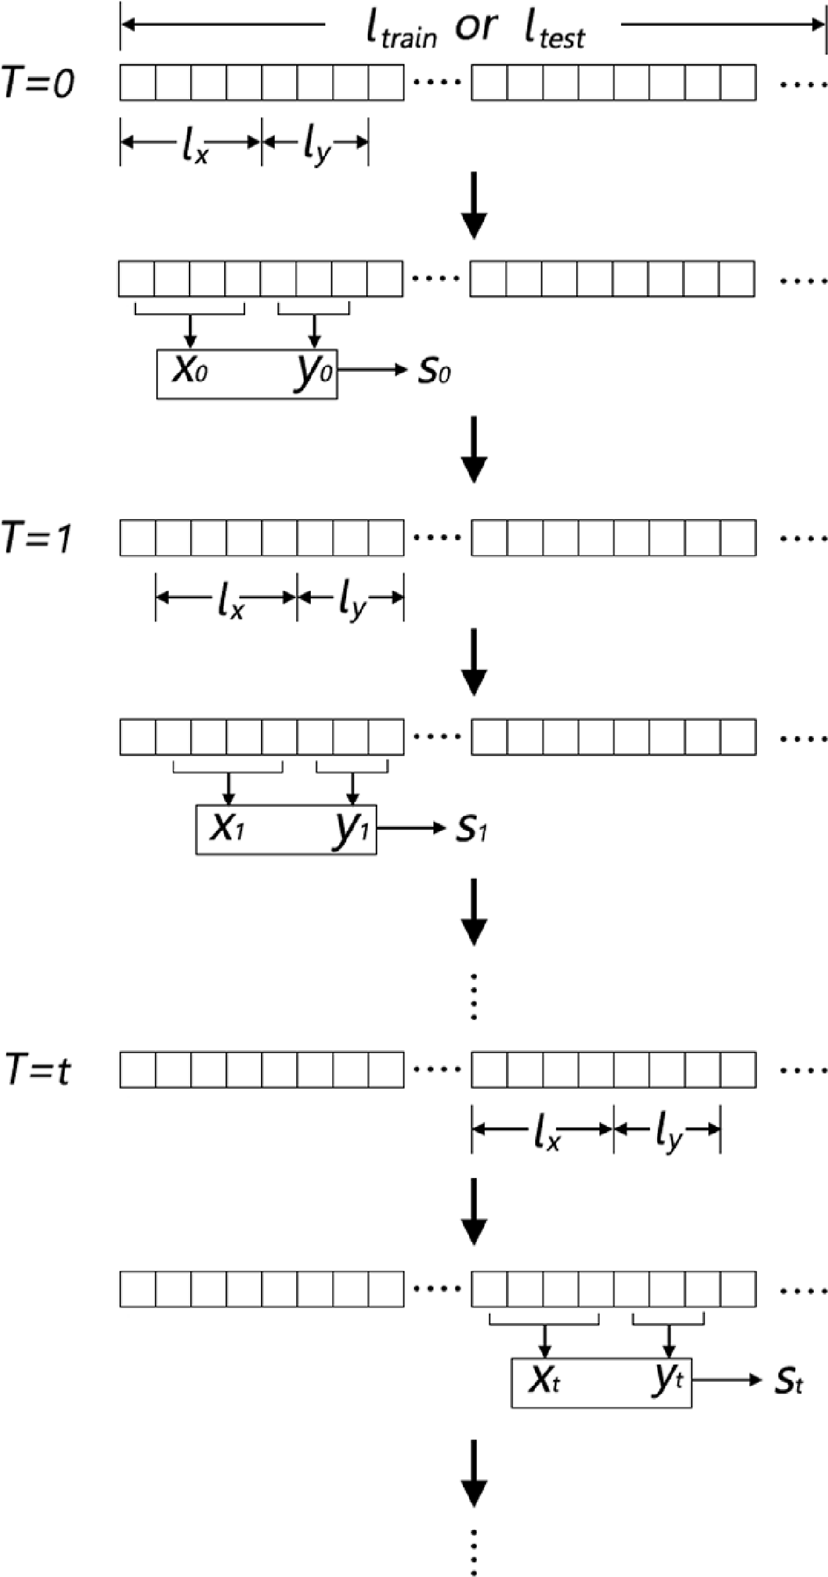 l_train or l_test
T=0
l_x l_y
x_0 y_0 s_0
T=1
l_x l_y
x_1 y_1 s_1
T=t
l_x l_y
x_t y_t s_t